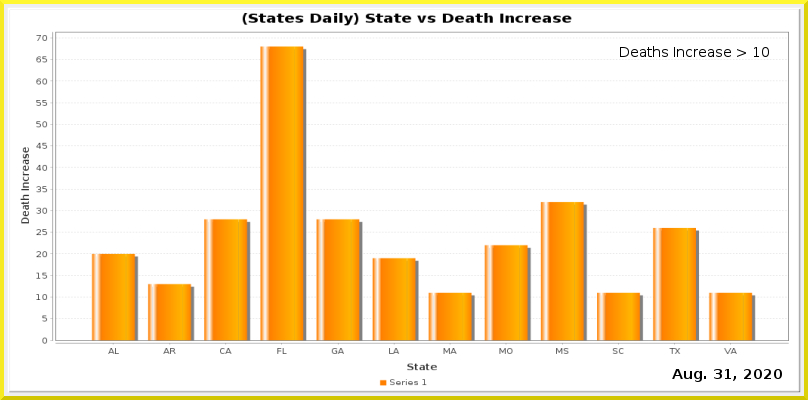 (States Daily) State vs Death Increase
Deaths Increase > 10
Death Increase
70
65
60
55
50
45
40
35
30
25
20
15
10
5
0
AL AR CA FL GA LA MA MO MS SC TX VA
State
Series 1
Aug. 31, 2020